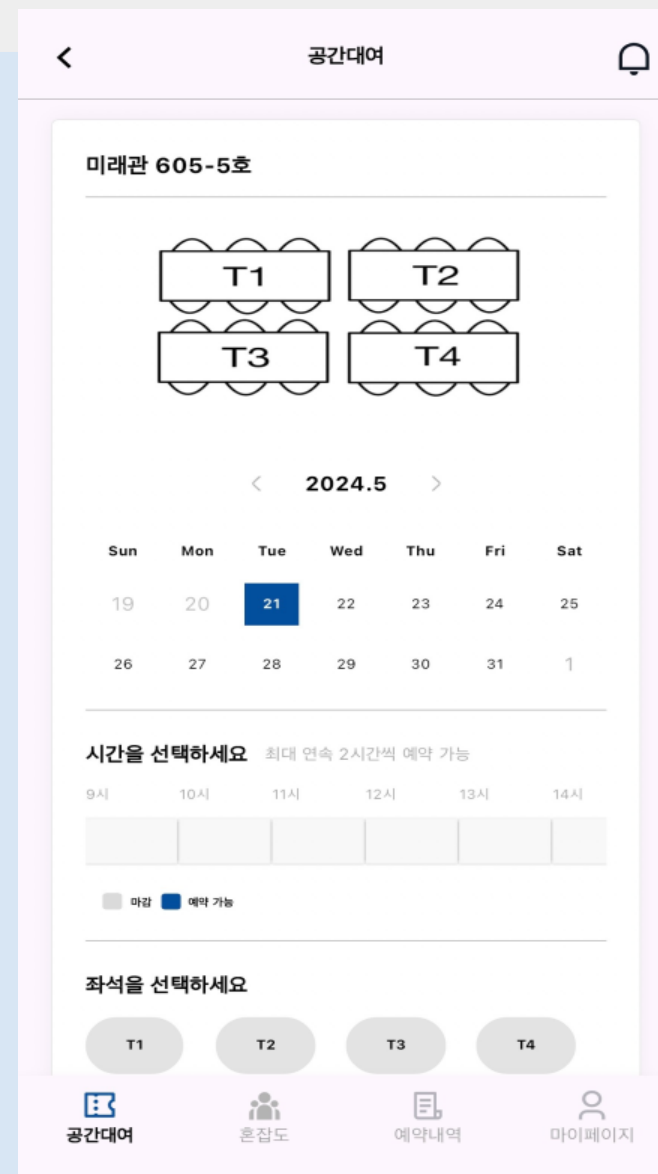 공간대여
미래관 605-5호
T1 T2
T3 T4
2024.5
Sun Mon Tue Wed Thu Fri Sat
19 20 21 22 23 24 25
26 27 28 29 30 31 1
시간을 선택하세요 최대 연속 2시간씩 예약 가능
9시 10시 11시 12시 13시 14시
마감 예약 가능
좌석을 선택하세요
T1 T2 T3 T4
공간대여 혼잡도 예약내역 마이페이지